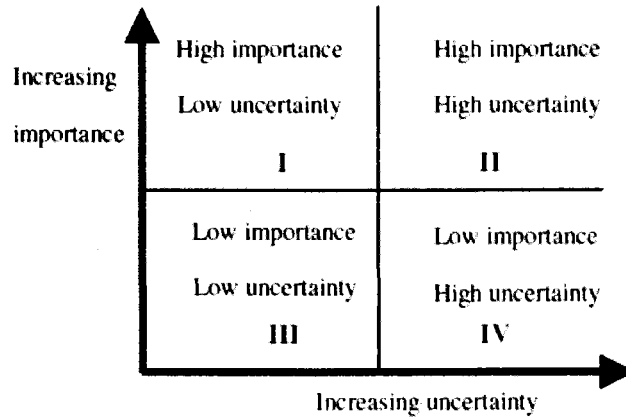 Increasing
importance
High importance
Low uncertainty
I
High importance
High uncertainty
II
Low importance
Low uncertainty
III
Low importance
High uncertainty
IV
Increasing uncertainty